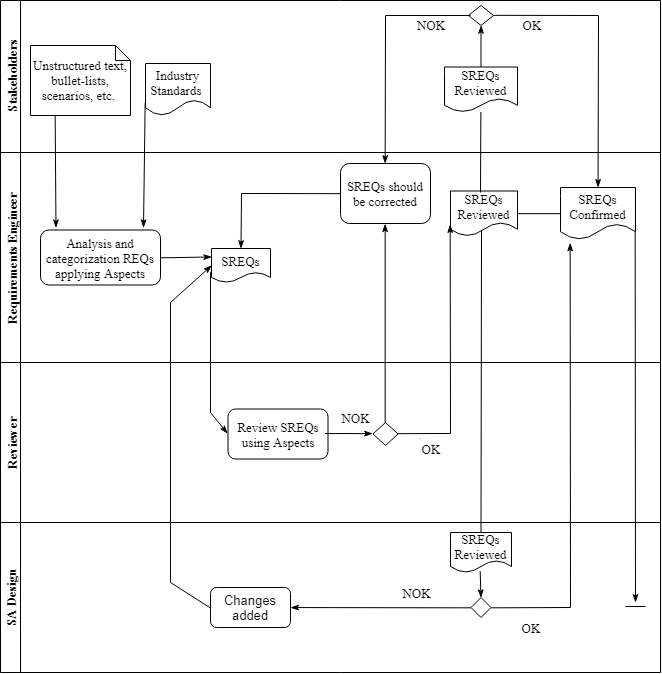 Stakeholders
Unstructured text,
bullet-lists,
scenarios, etc.
Industry
Standards
NOK
OK
SREQs
Reviewed
Requirements Engineer
Analysis and
categorization REQs
applying Aspects
SREQs
SREQs should
be corrected
SREQs
Reviewed
SREQs
Confirmed
Reviewer
Review SREQs
using Aspects
NOK
OK
SA Design
SREQs
Reviewed
Changes
added
NOK
OK